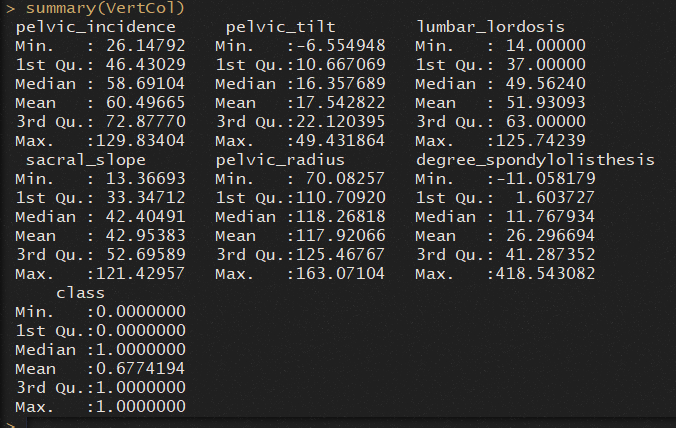 > summary(VertCol)
pelvic_incidence     pelvic_tilt        lumbar_lordosis
Min.   : 26.14792   Min.   :-6.554948   Min.   : 14.00000
1st Qu.: 46.43029   1st Qu.:10.667069   1st Qu.: 37.00000
Median : 58.69104   Median :16.357689   Median : 49.56240
Mean   : 60.49665   Mean   :17.542822   Mean   : 51.93093
3rd Qu.: 72.87770   3rd Qu.:22.120395   3rd Qu.: 63.00000
Max.   :129.83404   Max.   :49.431864   Max.   :125.74239
 sacral_slope       pelvic_radius       degree_spondylolisthesis
Min.   : 13.36693   Min.   : 70.08257   Min.   :-11.058179
1st Qu.: 33.34712   1st Qu.:110.70920   1st Qu.:  1.603727
Median : 42.40491   Median :118.26818   Median : 11.767934
Mean   : 42.95383   Mean   :117.92066   Mean   : 26.296694
3rd Qu.: 52.69589   3rd Qu.:125.46767   3rd Qu.: 41.287352
Max.   :121.42957   Max.   :163.07104   Max.   :418.543082
    class
Min.   :0.0000000
1st Qu.:0.0000000
Median :1.0000000
Mean   :0.6774194
3rd Qu.:1.0000000
Max.   :1.0000000
>